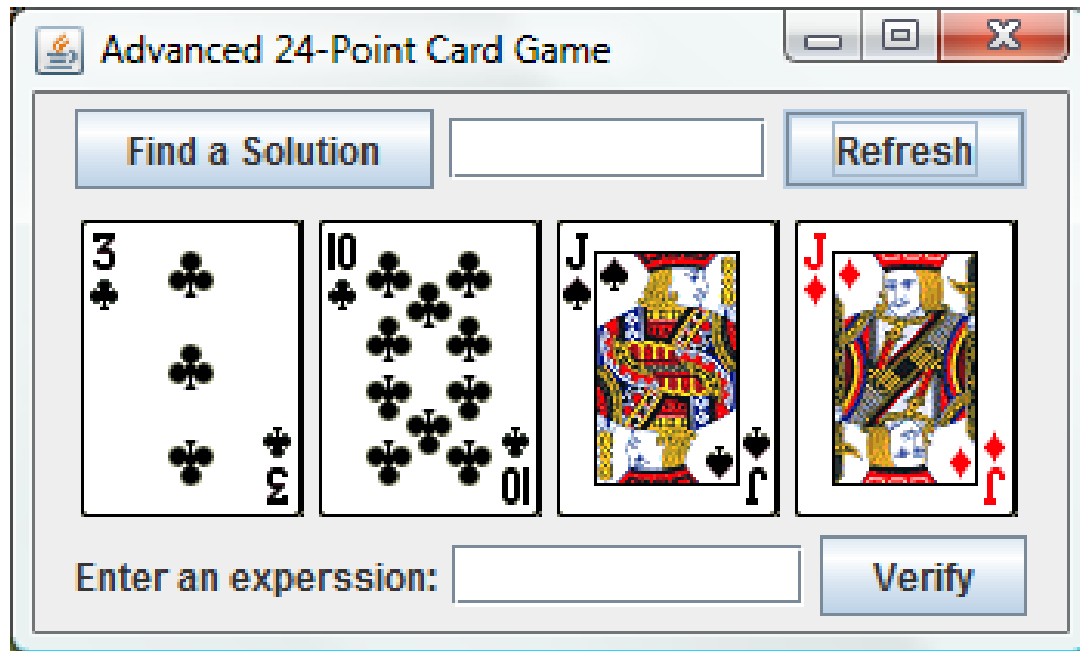 Advanced 24-Point Card Game
Find a Solution Refresh
3 10 J J
3 10 J J
Enter an experssion: Verify